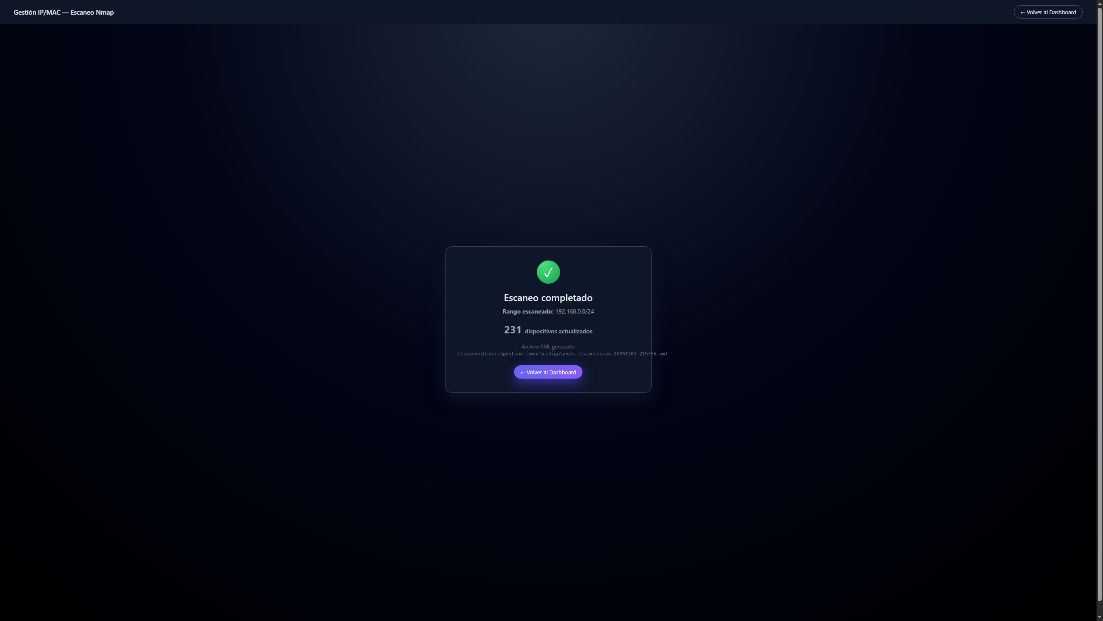 Gestión IP/MAC — Escaneo Nmap
← Volver al Dashboard
Escaneo completado
Rango escaneado: 192.168.0.0/24
231 dispositivos actualizados
Archivo XML generado:
← Volver al Dashboard